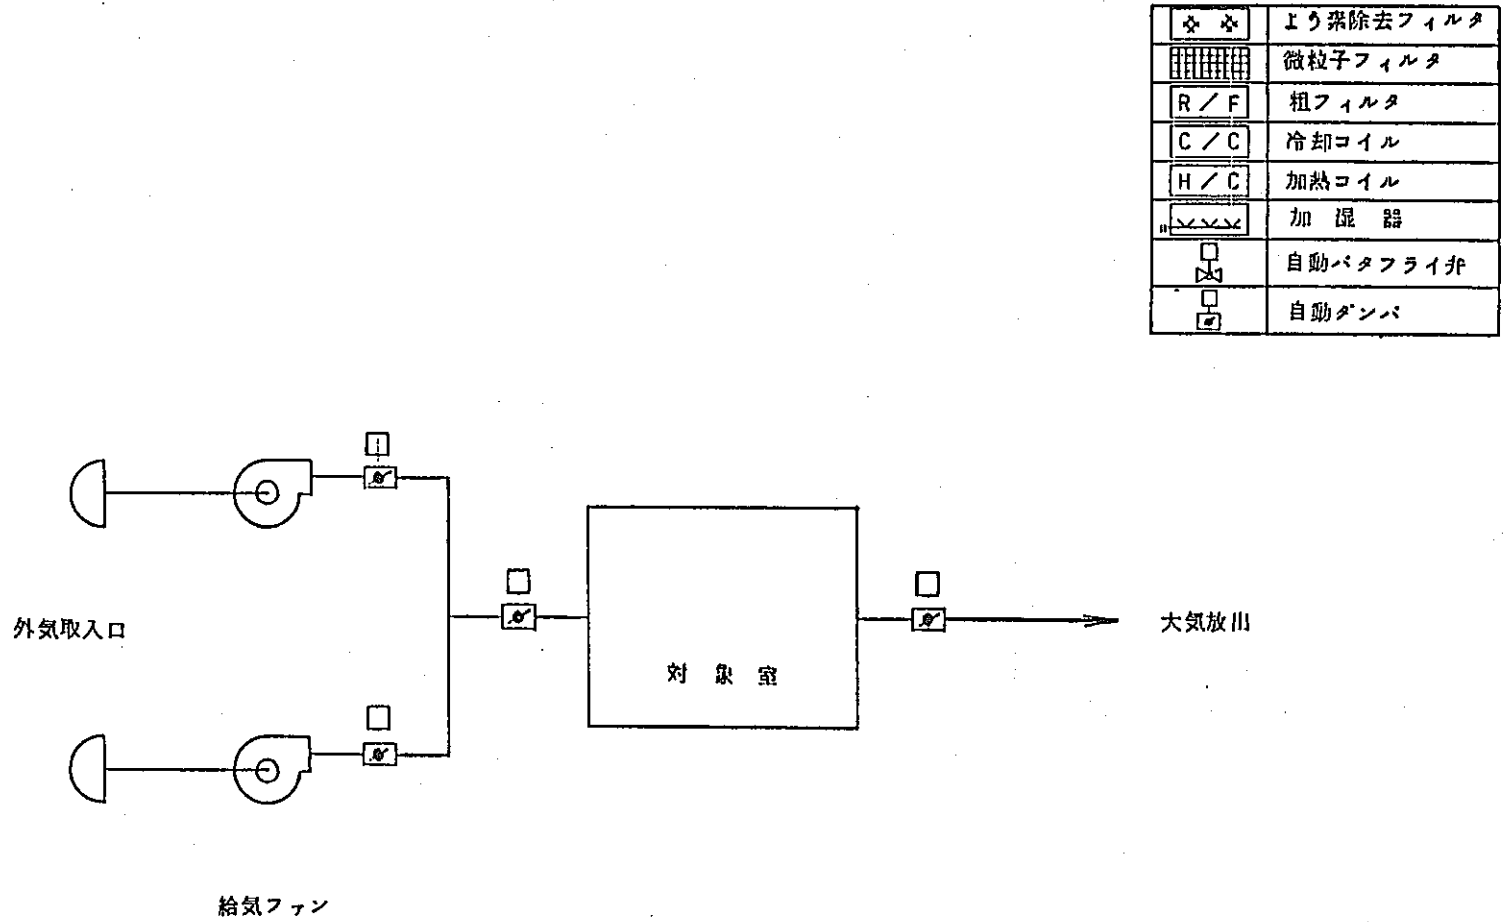 よう素除去フィルタ
微粒子フィルタ
R／F 粗フィルタ
C／C 冷却コイル
H／C 加熱コイル
加湿器
自動バタフライ弁
自動ダンパ
外気取入口
対象室
大気放出
給気ファン